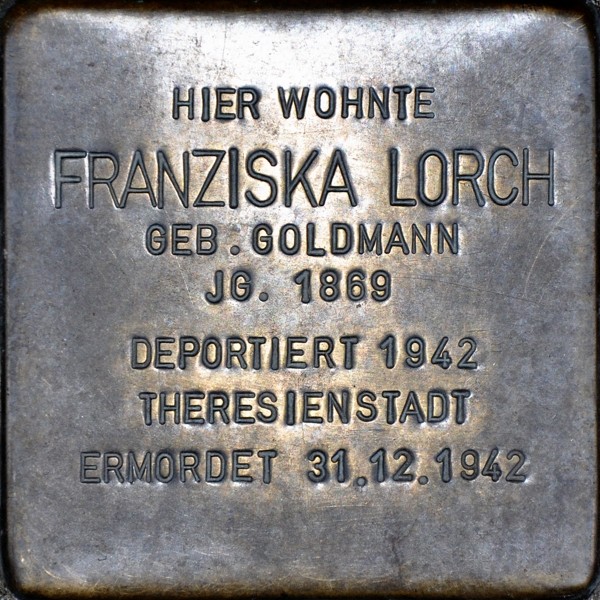 HIER WOHNTE
FRANZISKA LORCH
GEB. GOLDMANN
JG. 1869
DEPORTIERT 1942
THERESIENSTADT
ERMORDET 31.12.1942